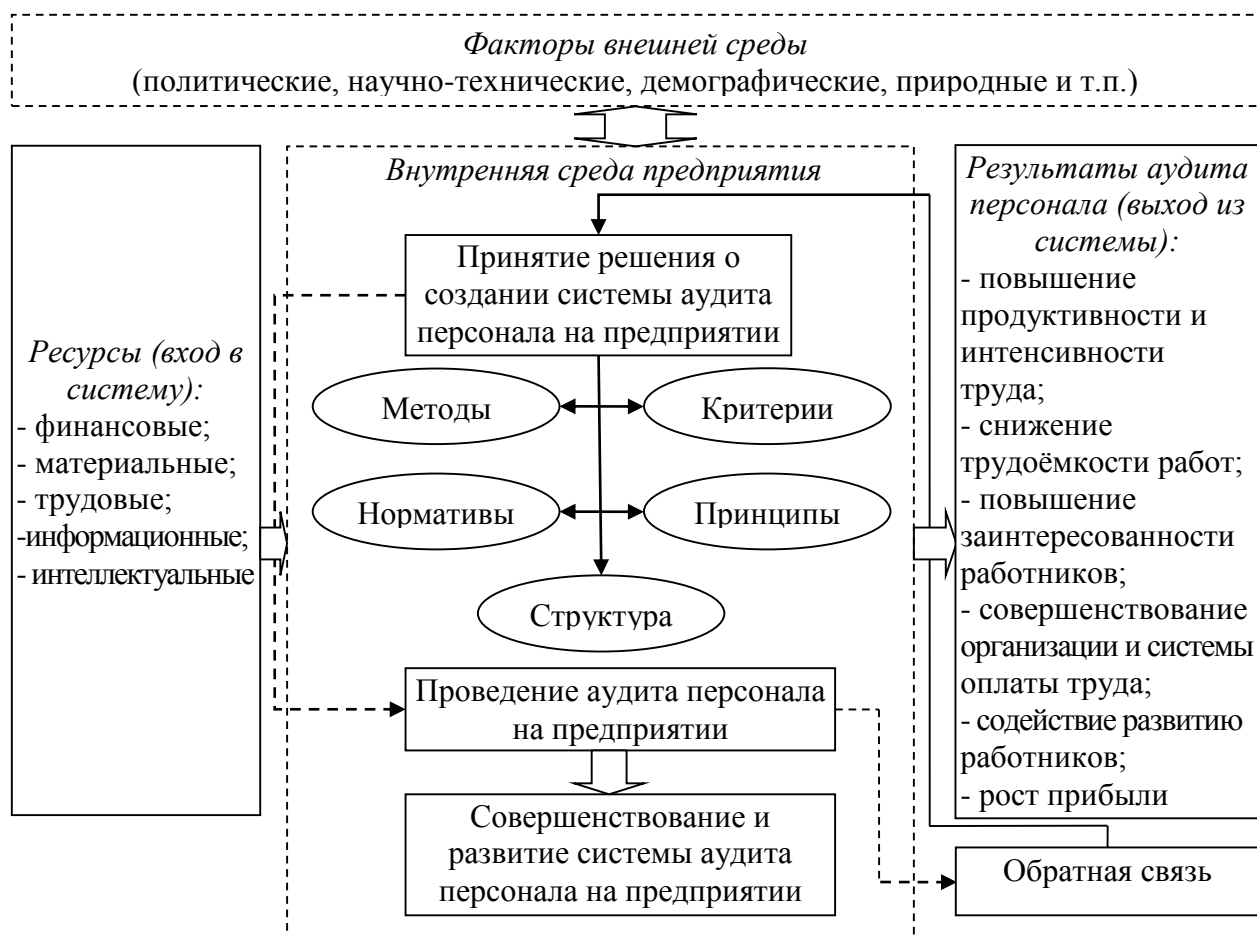 Факторы внешней среды
(политические, научно-технические, демографические, природные и т.п.)
Ресурсы (вход в
систему):
- финансовые;
- материальные;
- трудовые;
-информационные;
- интеллектуальные
Внутренняя среда предприятия
Принятие решения о
создании системы аудита
персонала на предприятии
Методы
Критерии
Нормативы
Принципы
Структура
Проведение аудита персонала
на предприятии
Совершенствование и
развитие системы аудита
персонала на предприятии
Результаты аудита
персонала (выход из
системы):
- повышение
продуктивности и
интенсивности
труда;
- снижение
трудоёмкости работ;
- повышение
заинтересованности
работников;
- совершенствование
организации и системы
оплаты труда;
- содействие развитию
работников;
- рост прибыли
Обратная связь